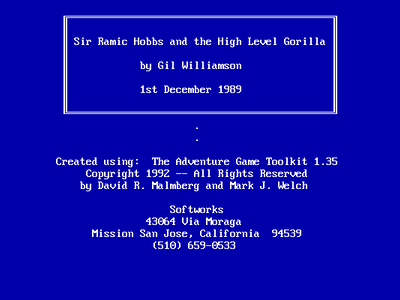 Sir Ramic Hobbs and the High Level Gorilla
by Gil Williamson
1st December 1989
.
.
Created using:  The Adventure Game Toolkit 1.35
Copyright 1992 -- All Rights Reserved
by David R. Malmberg and Mark J. Welch
Softworks
43064 Via Moraga
Mission San Jose, California  94539
(510) 659-0533